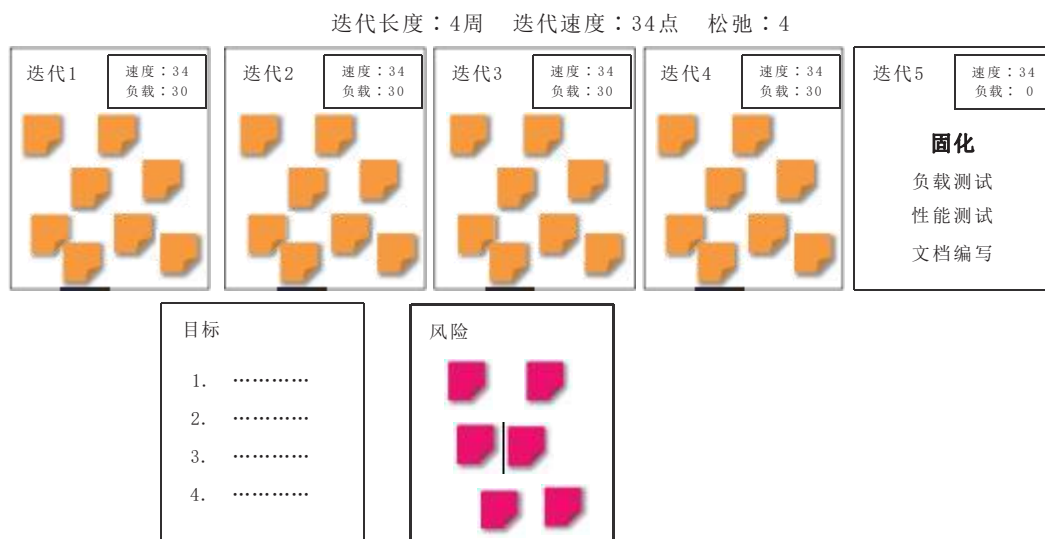 迭代长度：4周 迭代速度：34点 松弛：4
迭代1
速度：34
负载：30
迭代2
速度：34
负载：30
迭代3
速度：34
负载：30
迭代4
速度：34
负载：30
迭代5
速度：34
负载： 0
固化
负载测试
性能测试
文档编写
目标
1. …………
2. …………
3. …………
4. …………
风险